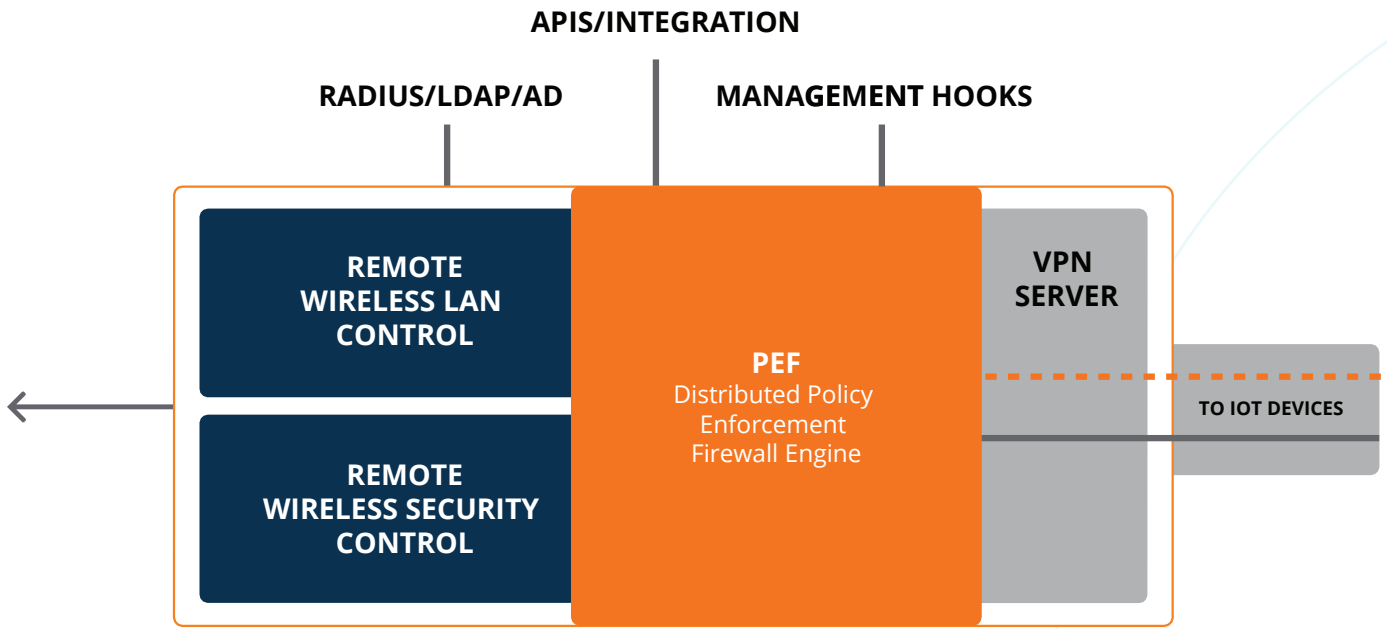 APIS/INTEGRATION
RADIUS/LDAP/AD
MANAGEMENT HOOKS
REMOTE
WIRELESS LAN
CONTROL
REMOTE
WIRELESS SECURITY
CONTROL
PEF
Distributed Policy
Enforcement
Firewall Engine
VPN
SERVER
TO IOT DEVICES